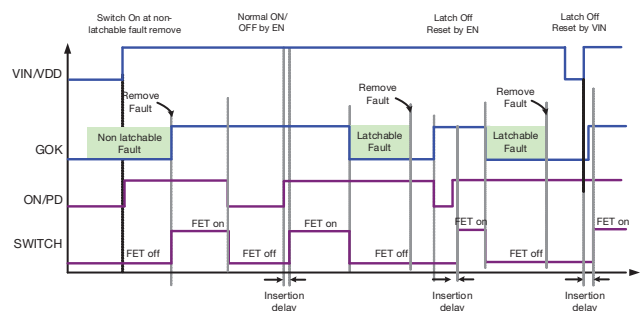 Switch On at non-
latchable fault remove
Normal ON/
OFF by EN
Latch Off
Reset by EN
Latch Off
Reset by VIN
VIN/VDD
Remove
Fault
Remove
Fault
Remove
Fault
Non latchable
Fault
Latchable
Fault
Latchable
Fault
GOK
ON/PD
FET on
FET on
FET on
FET on
SWITCH
FET off
FET off
FET off
FET off
Insertion
delay
Insertion
delay
Insertion
delay